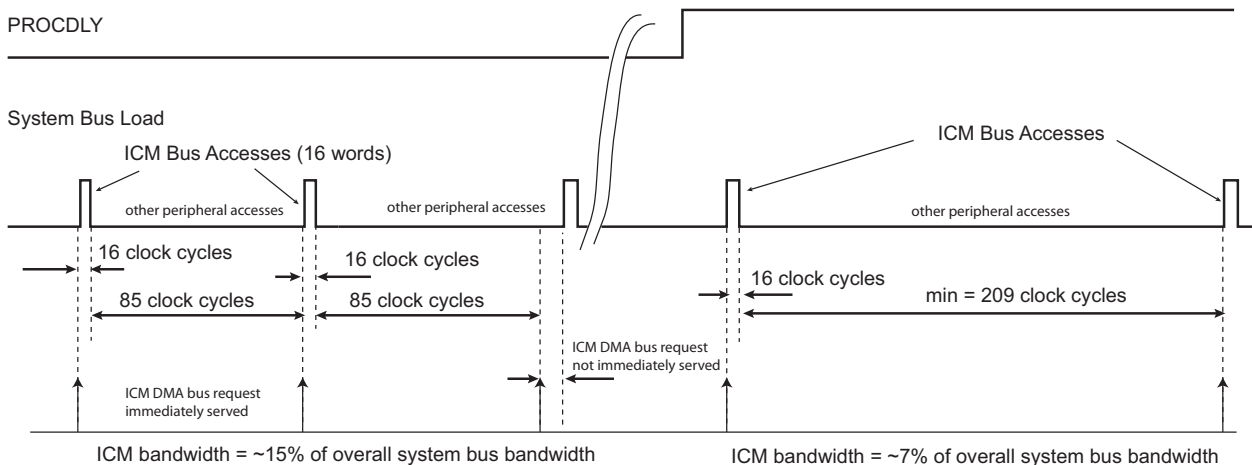 PROCDLY
System Bus Load
ICM Bus Accesses (16 words)
ICM Bus Accesses
other peripheral accesses
other peripheral accesses
other peripheral accesses
16 clock cycles
16 clock cycles
16 clock cycles
85 clock cycles
85 clock cycles
min = 209 clock cycles
ICM DMA bus request
not immediately served
ICM DMA bus request
immediately served
ICM bandwidth = ~15% of overall system bus bandwidth
ICM bandwidth = ~7% of overall system bus bandwidth